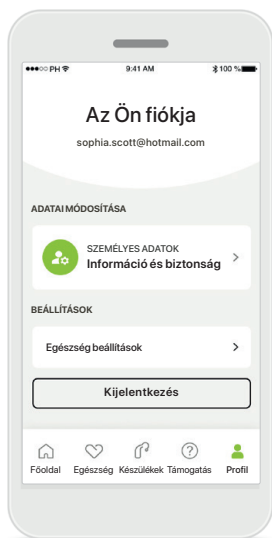 ●●●○○ PH 9:41 AM 100 %
Az Ön fiókja
sophia.scott@hotmail.com
ADATAI MÓDOSÍTÁSA
SZEMÉLYES ADATOK
Információ és biztonság
BEÁLLÍTÁSOK
Egészség beállítások
Kijelentkezés
Főoldal Egészség Készülékek Támogatás Profil